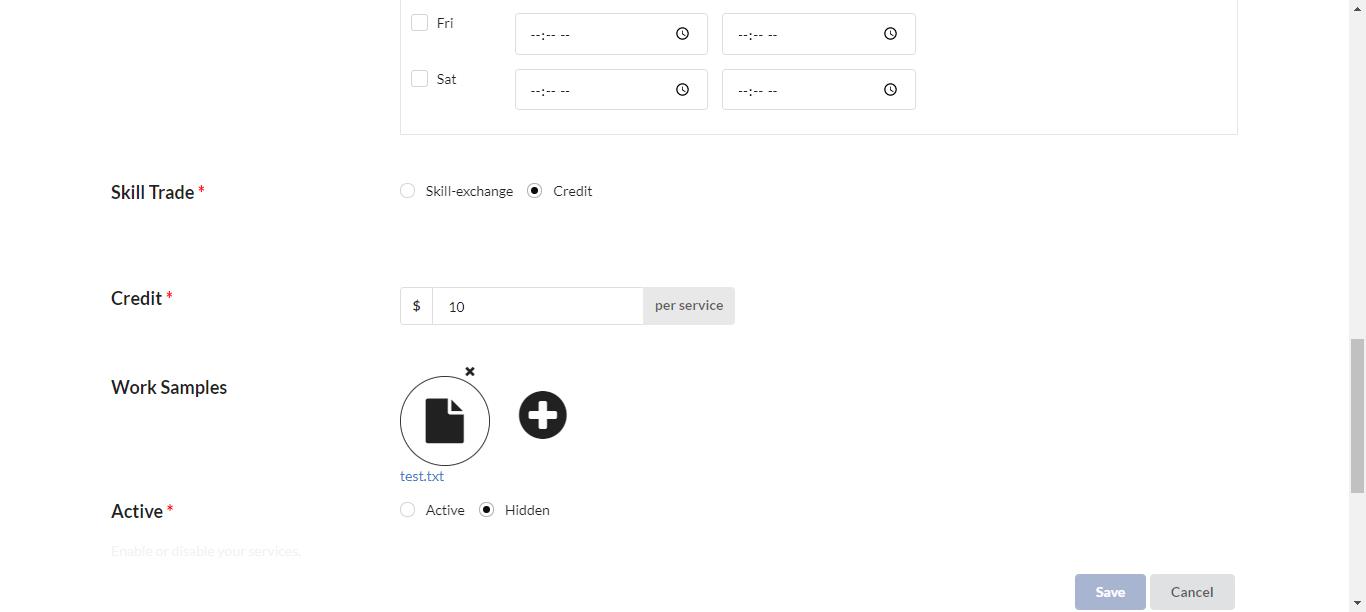 Fri --:-- -- --:-- --
Sat --:-- -- --:-- --
Skill Trade * Skill-exchange Credit
Credit * $ 10 per service
Work Samples
test.txt
Active * Active Hidden
Enable or disable your services.
Save Cancel